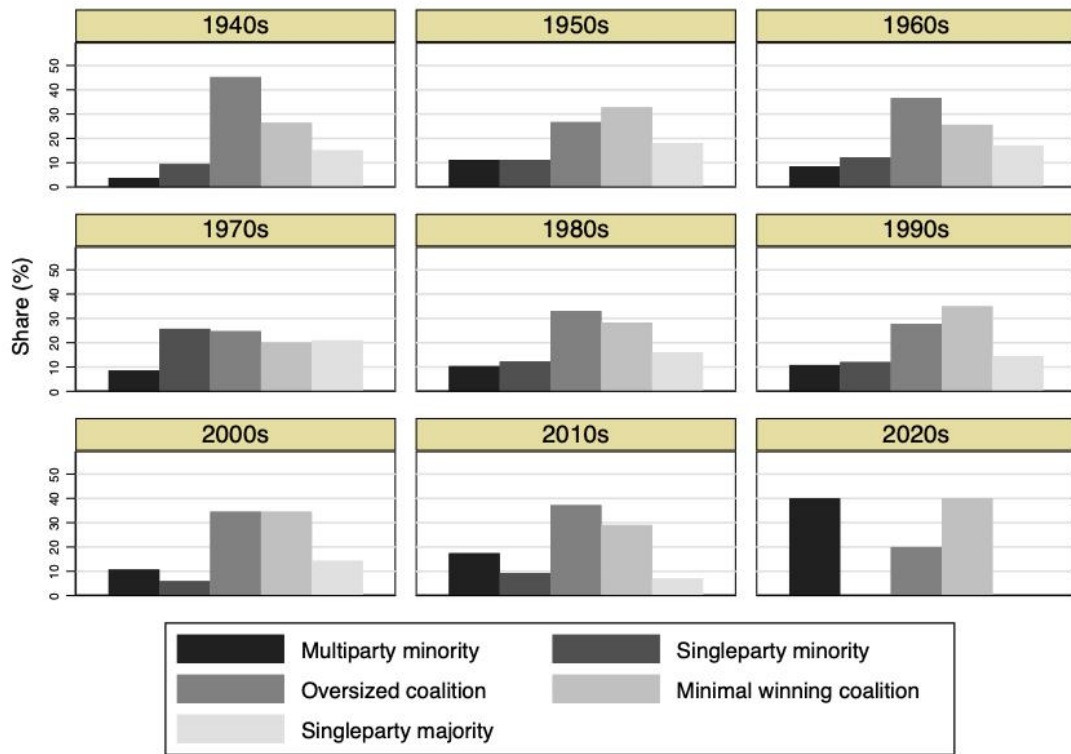 1940s 1950s 1960s
50
40
30
20
10
0
1970s 1980s 1990s
Share (%)
50
40
30
20
10
0
2000s 2010s 2020s
50
40
30
20
10
0
Multiparty minority Singleparty minority
Oversized coalition Minimal winning coalition
Singleparty majority